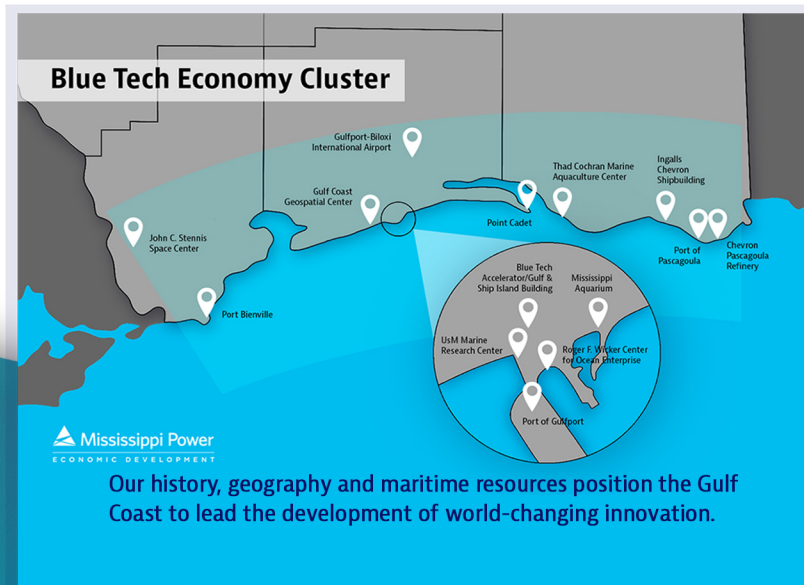 Blue Tech Economy Cluster
Gulfport-Biloxi
International Airport
Gulf Coast
Geospatial Center
John C. Stennis
Space Center
Port Bienville
Point Cadet
Thad Cochran Marine
Aquaculture Center
Ingalls
Chevron
Shipbuilding
Port of
Pascagoula
Chevron
Pascagoula
Refinery
Blue Tech
Accelerator/Gulf &
Ship Island Building
Mississippi
Aquarium
UsM Marine
Research Center
Roger F. Wicker Center
for Ocean Enterprise
Port of Gulfport
Mississippi Power
ECONOMIC DEVELOPMENT
Our history, geography and maritime resources position the Gulf
Coast to lead the development of world-changing innovation.